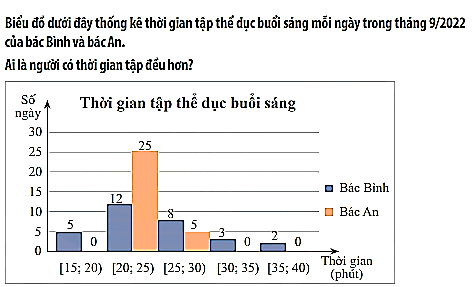 Biểu đồ dưới đây thống kê thời gian tập thể dục buổi sáng mỗi ngày trong tháng 9/2022
của bác Bình và bác An.
Ai là người có thời gian tập đều hơn?
Số
ngày
Thời gian tập thể dục buổi sáng
30
25
20
15
10
5
0
5
0
12
25
8
5
3
0
2
0
[15; 20)
[20; 25)
[25; 30)
[30; 35)
[35; 40)
Thời gian
(phút)
Bác Bình
Bác An